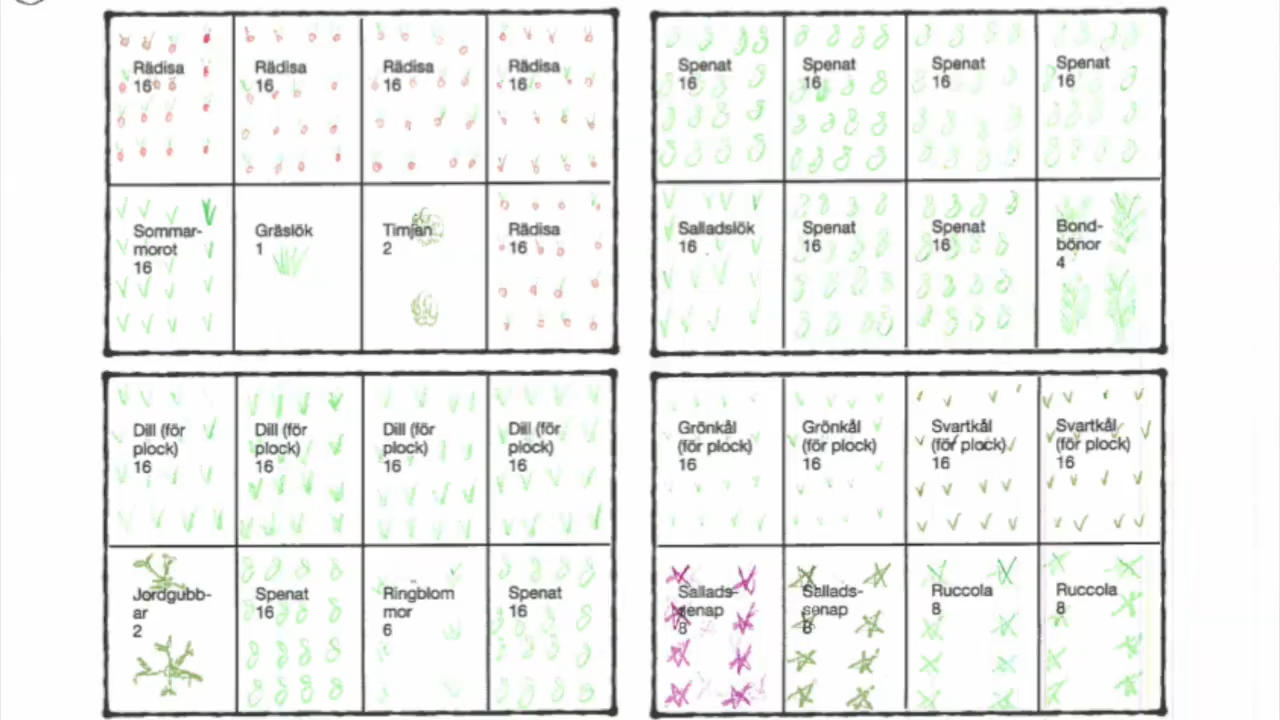 Rädisa
16
Rädisa
16
Rädisa
16
Rädisa
16
Spenat
16
Spenat
16
Spenat
16
Spenat
16
Sommar-
morot
16
Gräslök
1
Timjan
2
Rädisa
16
Salladslök
16
Spenat
16
Spenat
16
Bond-
bönor
4
Dill (för
plock)
16
Dill (för
plock)
16
Dill (för
plock)
16
Dill (för
plock)
16
Grönkål
(för plock)
16
Grönkål
(för plock)
16
Svartkål
(för plock)
16
Svartkål
(för plock)
16
Jordgubb-
ar
2
Spenat
16
Ringblom
mor
6
Spenat
16
Sallads-
senap
8
Sallads-
senap
8
Ruccola
8
Ruccola
8